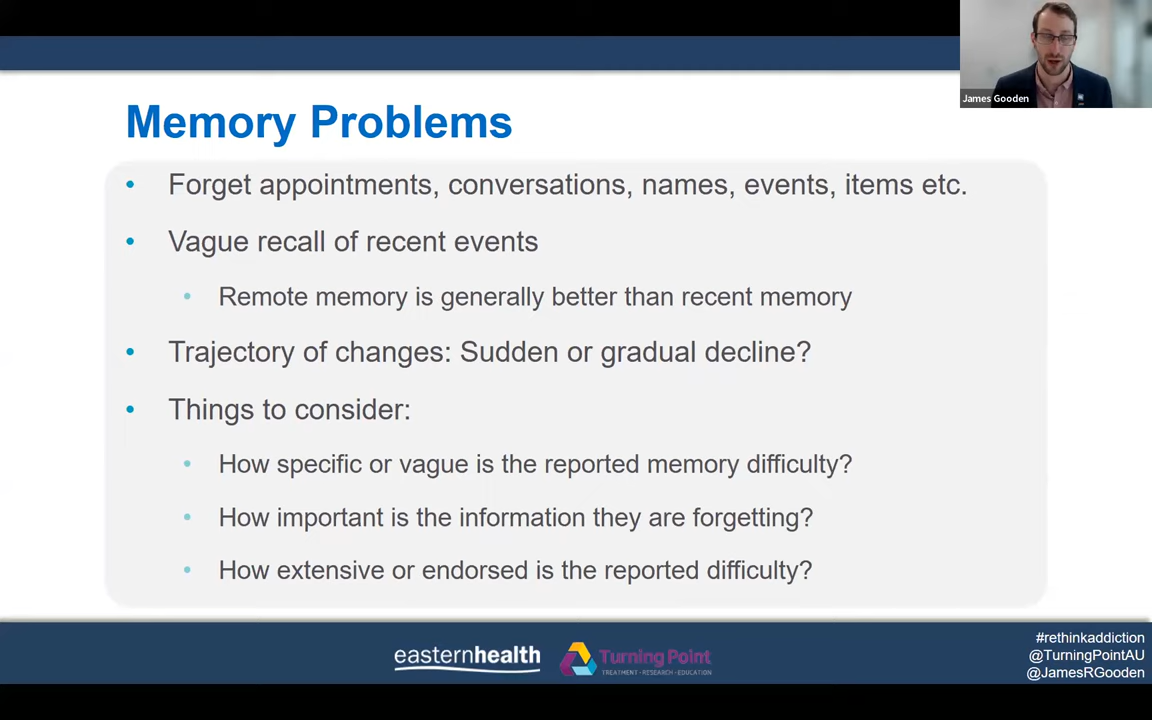 James Gooden
Memory Problems
• Forget appointments, conversations, names, events, items etc.
• Vague recall of recent events
• Remote memory is generally better than recent memory
• Trajectory of changes: Sudden or gradual decline?
• Things to consider:
• How specific or vague is the reported memory difficulty?
• How important is the information they are forgetting?
• How extensive or endorsed is the reported difficulty?
easternhealth
Turning Point
TREATMENT • RESEARCH • EDUCATION
#rethinkaddiction
@TurningPointAU
@JamesRGooden